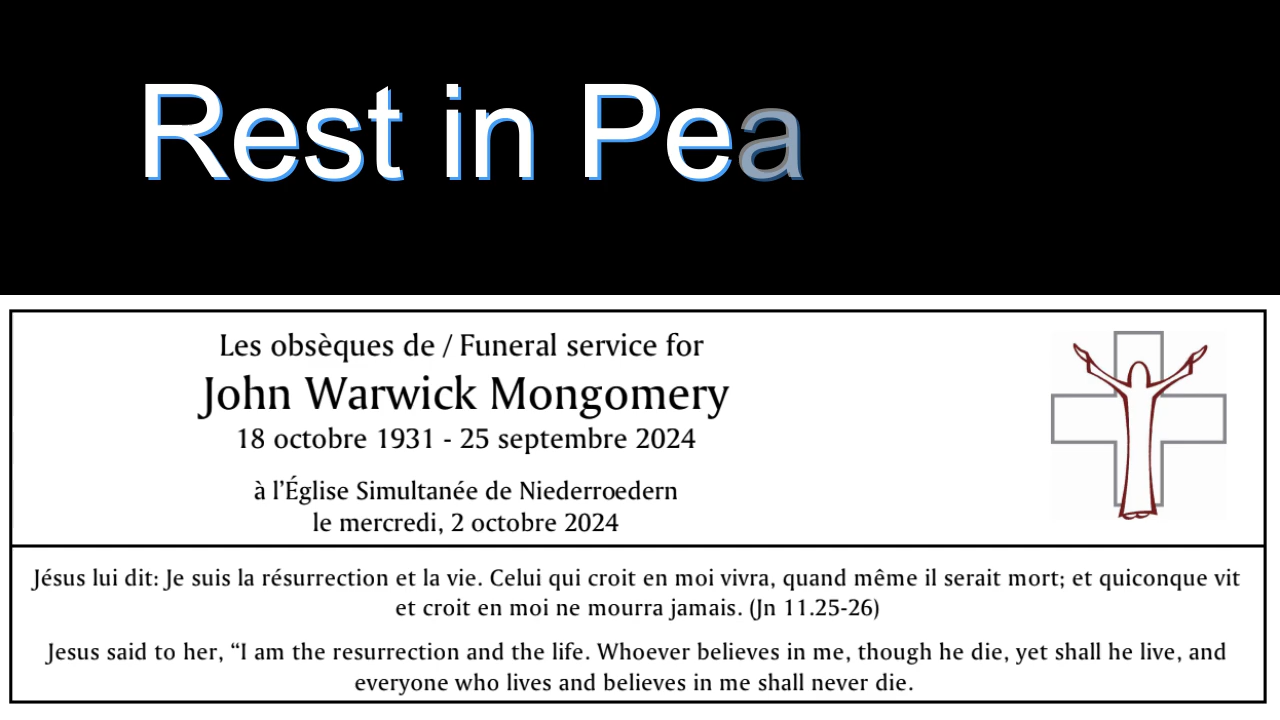 Rest in Pea
Les obsèques de / Funeral service for
John Warwick Mongomery
18 octobre 1931 - 25 septembre 2024
à l’Église Simultanée de Niederroedern
le mercredi, 2 octobre 2024
Jésus lui dit: Je suis la résurrection et la vie. Celui qui croit en moi vivra, quand même il serait mort; et quiconque vit
et croit en moi ne mourra jamais. (Jn 11.25-26)
Jesus said to her, “I am the resurrection and the life. Whoever believes in me, though he die, yet shall he live, and
everyone who lives and believes in me shall never die.